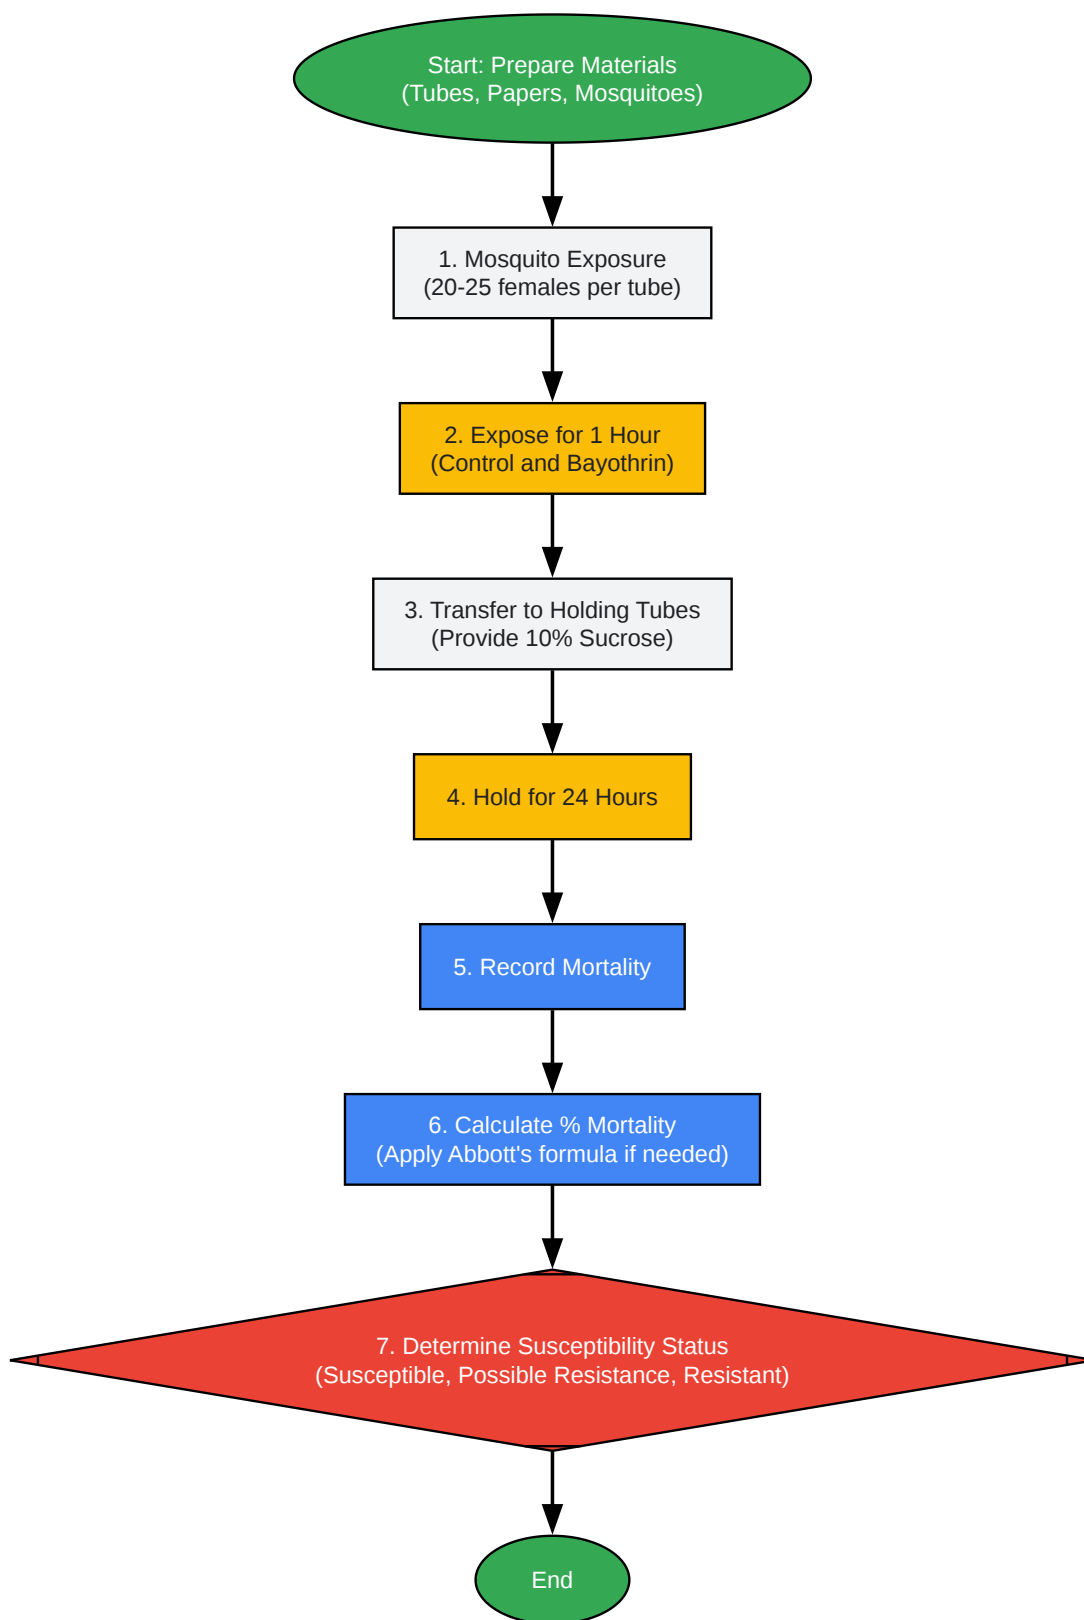 Start: Prepare Materials
(Tubes, Papers, Mosquitoes)
1. Mosquito Exposure
(20-25 females per tube)
2. Expose for 1 Hour
(Control and Bayothrin)
3. Transfer to Holding Tubes
(Provide 10% Sucrose)
4. Hold for 24 Hours
5. Record Mortality
6. Calculate % Mortality
(Apply Abbott's formula if needed)
7. Determine Susceptibility Status
(Susceptible, Possible Resistance, Resistant)
End